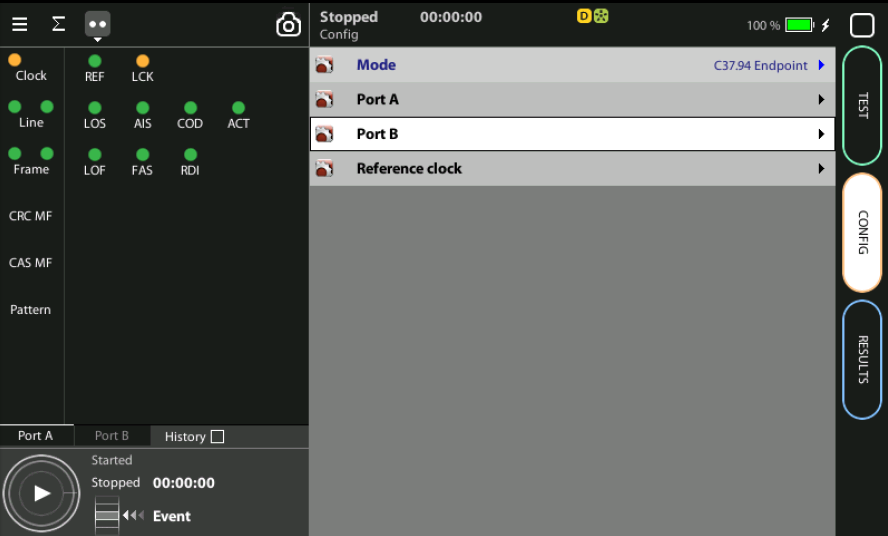 Σ
Stopped 00:00:00
Config
D
100 %
Clock
REF LCK
Line
LOS AIS COD ACT
Frame
LOF FAS RDI
CRC MF
CAS MF
Pattern
Port A Port B History
Started
Stopped 00:00:00
Event
Mode C37.94 Endpoint
Port A
Port B
Reference clock
TEST
CONFIG
RESULTS